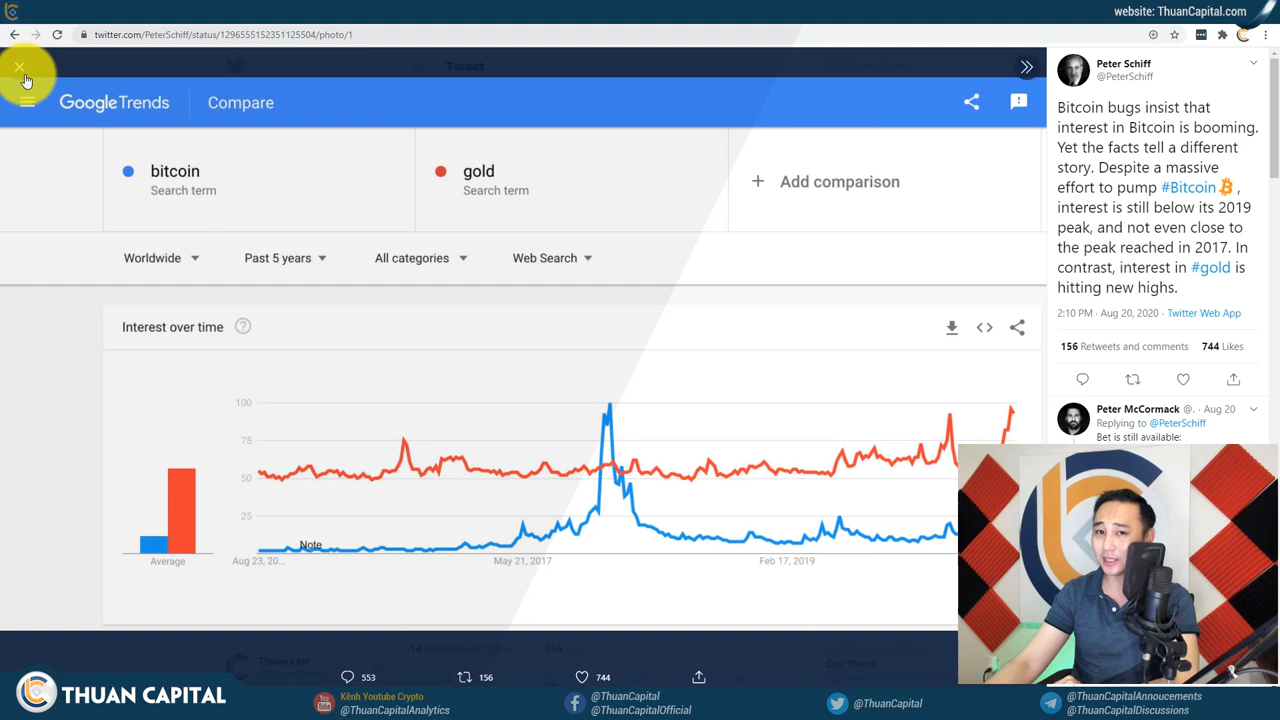 website: ThuanCapital.com
twitter.com/PeterSchiff/status/1296555152351125504/photo/1
Tweet
Google Trends
Compare
bitcoin
Search term
gold
Search term
+ Add comparison
Worldwide
Past 5 years
All categories
Web Search
Interest over time
100
75
50
25
Note
Average
Aug 23, 20...
May 21, 2017
Feb 17, 2019
Peter Schiff
@PeterSchiff
Bitcoin bugs insist that
interest in Bitcoin is booming.
Yet the facts tell a different
story. Despite a massive
effort to pump #Bitcoin ,
interest is still below its 2019
peak, and not even close to
the peak reached in 2017. In
contrast, interest in #gold is
hitting new highs.
2:10 PM · Aug 20, 2020 · Twitter Web App
156 Retweets and comments 744 Likes
Peter McCormack @. · Aug 20
Replying to @PeterSchiff
Bet is still available:
Thuan Lam
553
156
744
THUAN CAPITAL
Kênh Youtube Crypto
@ThuanCapitalAnalytics
@ThuanCapital
@ThuanCapitalOfficial
@ThuanCapital
@ThuanCapitalAnnoucements
@ThuanCapitalDiscussions